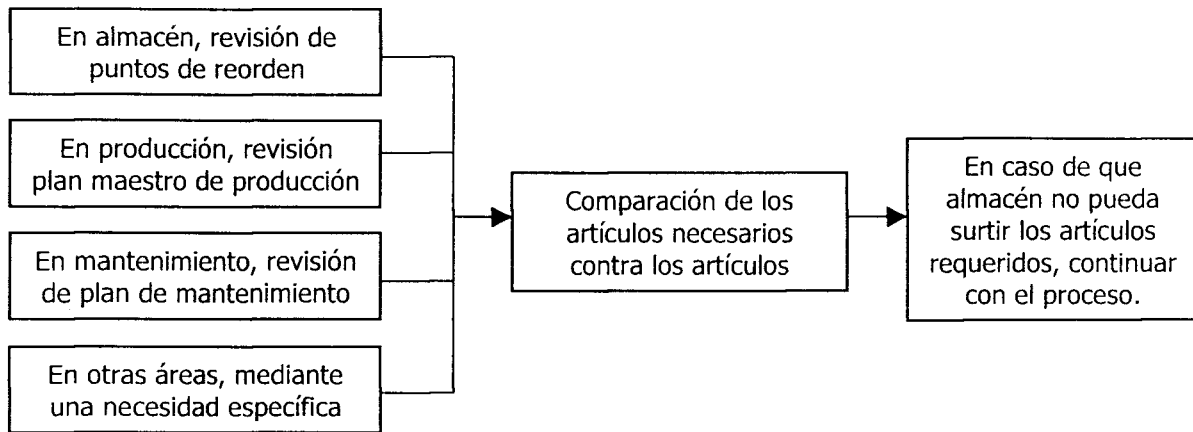 En almacén, revisión de
puntos de reorden
En producción, revisión
plan maestro de producción
En mantenimiento, revisión
de plan de mantenimiento
En otras áreas, mediante
una necesidad específica
Comparación de los
artículos necesarios
contra los artículos
En caso de que
almacén no pueda
surtir los artículos
requeridos, continuar
con el proceso.